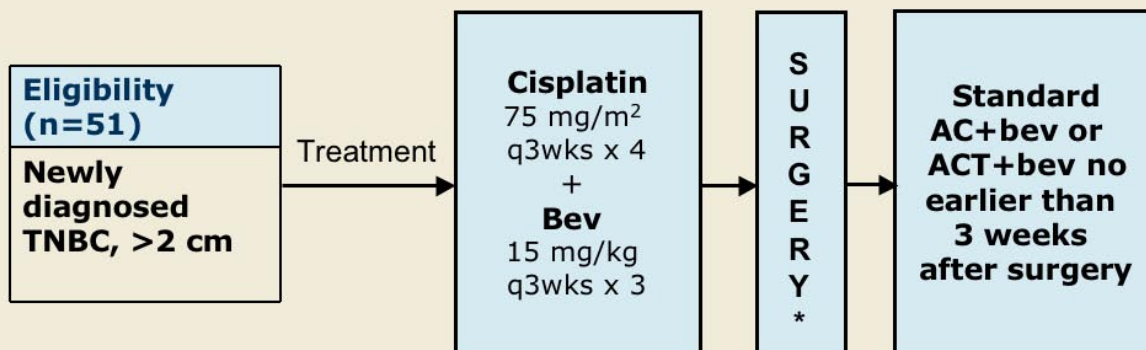 Eligibility
(n=51)
Newly
diagnosed
TNBC, >2 cm
Treatment
Cisplatin
75 mg/m²
q3wks x 4
+
Bev
15 mg/kg
q3wks x 3
S
U
R
G
E
R
Y
*
Standard
AC+bev or
ACT+bev no
earlier than
3 weeks
after surgery